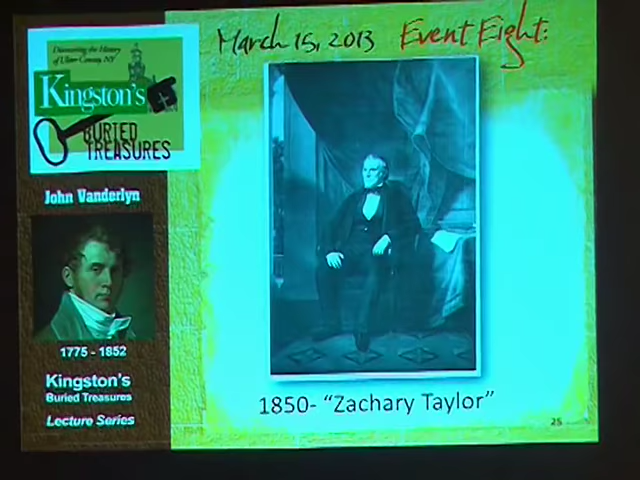 March 15, 2013 Event Eight:
Discovering the History
of Ulster County, NY
Kingston's
BURIED
TREASURES
John Vanderlyn
1775 - 1852
Kingston's
Buried Treasures
Lecture Series
1850- “Zachary Taylor”
25